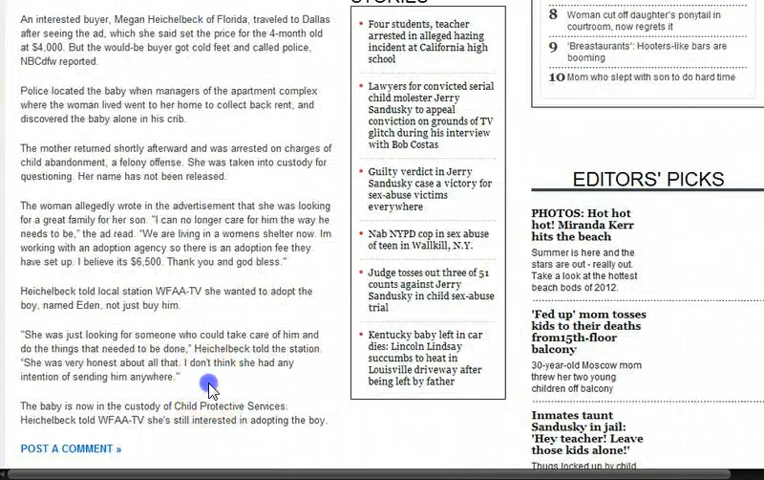 An interested buyer, Megan Heichelbeck of Florida, traveled to Dallas
after seeing the ad, which she said set the price for the 4-month old
at $4,000. But the would-be buyer got cold feet and called police,
NBCdfw reported.
Police located the baby when managers of the apartment complex
where the woman lived went to her home to collect back rent, and
discovered the baby alone in his crib.
The mother returned shortly afterward and was arrested on charges of
child abandonment, a felony offense. She was taken into custody for
questioning. Her name has not been released.
The woman allegedly wrote in the advertisement that she was looking
for a great family for her son. "I can no longer care for him the way he
needs to be," the ad read. "We are living in a womens shelter now. Im
working with an adoption agency so there is an adoption fee they
have set up. I believe its $6,500. Thank you and god bless."
Heichelbeck told local station WFAA-TV she wanted to adopt the
boy, named Eden, not just buy him.
"She was just looking for someone who could take care of him and
do the things that needed to be done," Heichelbeck told the station.
"She was very honest about all that. I don't think she had any
intention of sending him anywhere."
The baby is now in the custody of Child Protective Services.
Heichelbeck told WFAA-TV she's still interested in adopting the boy.
POST A COMMENT »
STORIES
Four students, teacher
arrested in alleged hazing
incident at California high
school
Lawyers for convicted serial
child molester Jerry
Sandusky to appeal
conviction on grounds of TV
glitch during his interview
with Bob Costas
Guilty verdict in Jerry
Sandusky case a victory for
sex-abuse victims
everywhere
Nab NYPD cop in sex abuse
of teen in Wallkill, N.Y.
Judge tosses out three of 51
counts against Jerry
Sandusky in child sex-abuse
trial
Kentucky baby left in car
dies: Lincoln Lindsay
succumbs to heat in
Louisville driveway after
being left by father
8 Woman cut off daughter's ponytail in
courtroom, now regrets it
9 'Breastaurants': Hooters-like bars are
booming
10 Mom who slept with son to do hard time
EDITORS' PICKS
PHOTOS: Hot hot
hot! Miranda Kerr
hits the beach
Summer is here and the
stars are out - really out.
Take a look at the hottest
beach bods of 2012.
'Fed up' mom tosses
kids to their deaths
from15th-floor
balcony
30-year-old Moscow mom
threw her two young
children off balcony
Inmates taunt
Sandusky in jail:
'Hey teacher! Leave
those kids alone!'
Thugs locked up by child